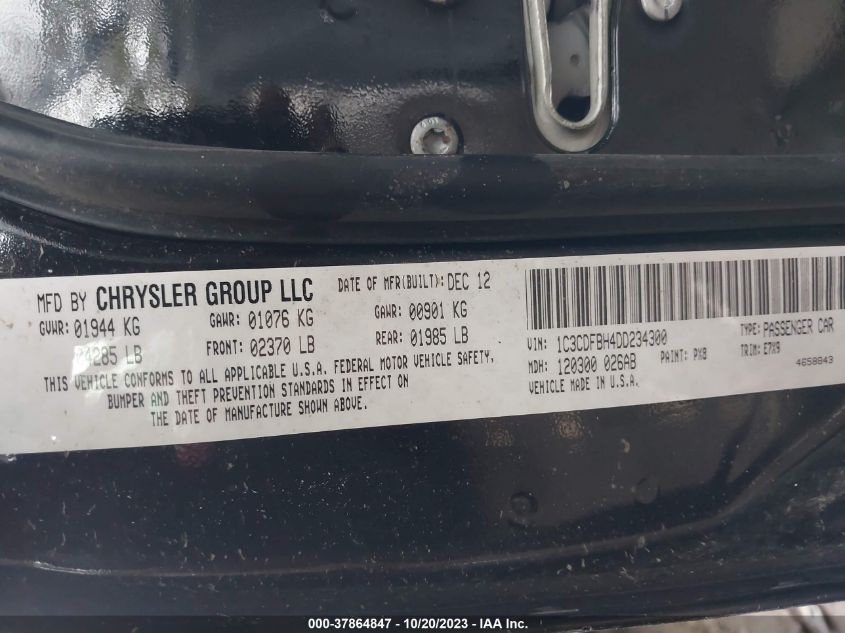 MFD BY CHRYSLER GROUP LLC DATE OF MFR(BUILT): DEC 12
GVWR: 01944 KG GAWR: 01076 KG GAWR: 00901 KG
04285 LB FRONT: 02370 LB REAR: 01985 LB
THIS VEHICLE CONFORMS TO ALL APPLICABLE U.S.A. FEDERAL MOTOR VEHICLE SAFETY,
BUMPER AND THEFT PREVENTION STANDARDS IN EFFECT ON
THE DATE OF MANUFACTURE SHOWN ABOVE.
VIN: 1C3CDFBH4DD234300 TYPE: PASSENGER CAR
MDH: 120300 026AB PAINT: PX8 TRIM: E7X9
VEHICLE MADE IN U.S.A. 4658843
000-37864847 - 10/20/2023 - IAA Inc.